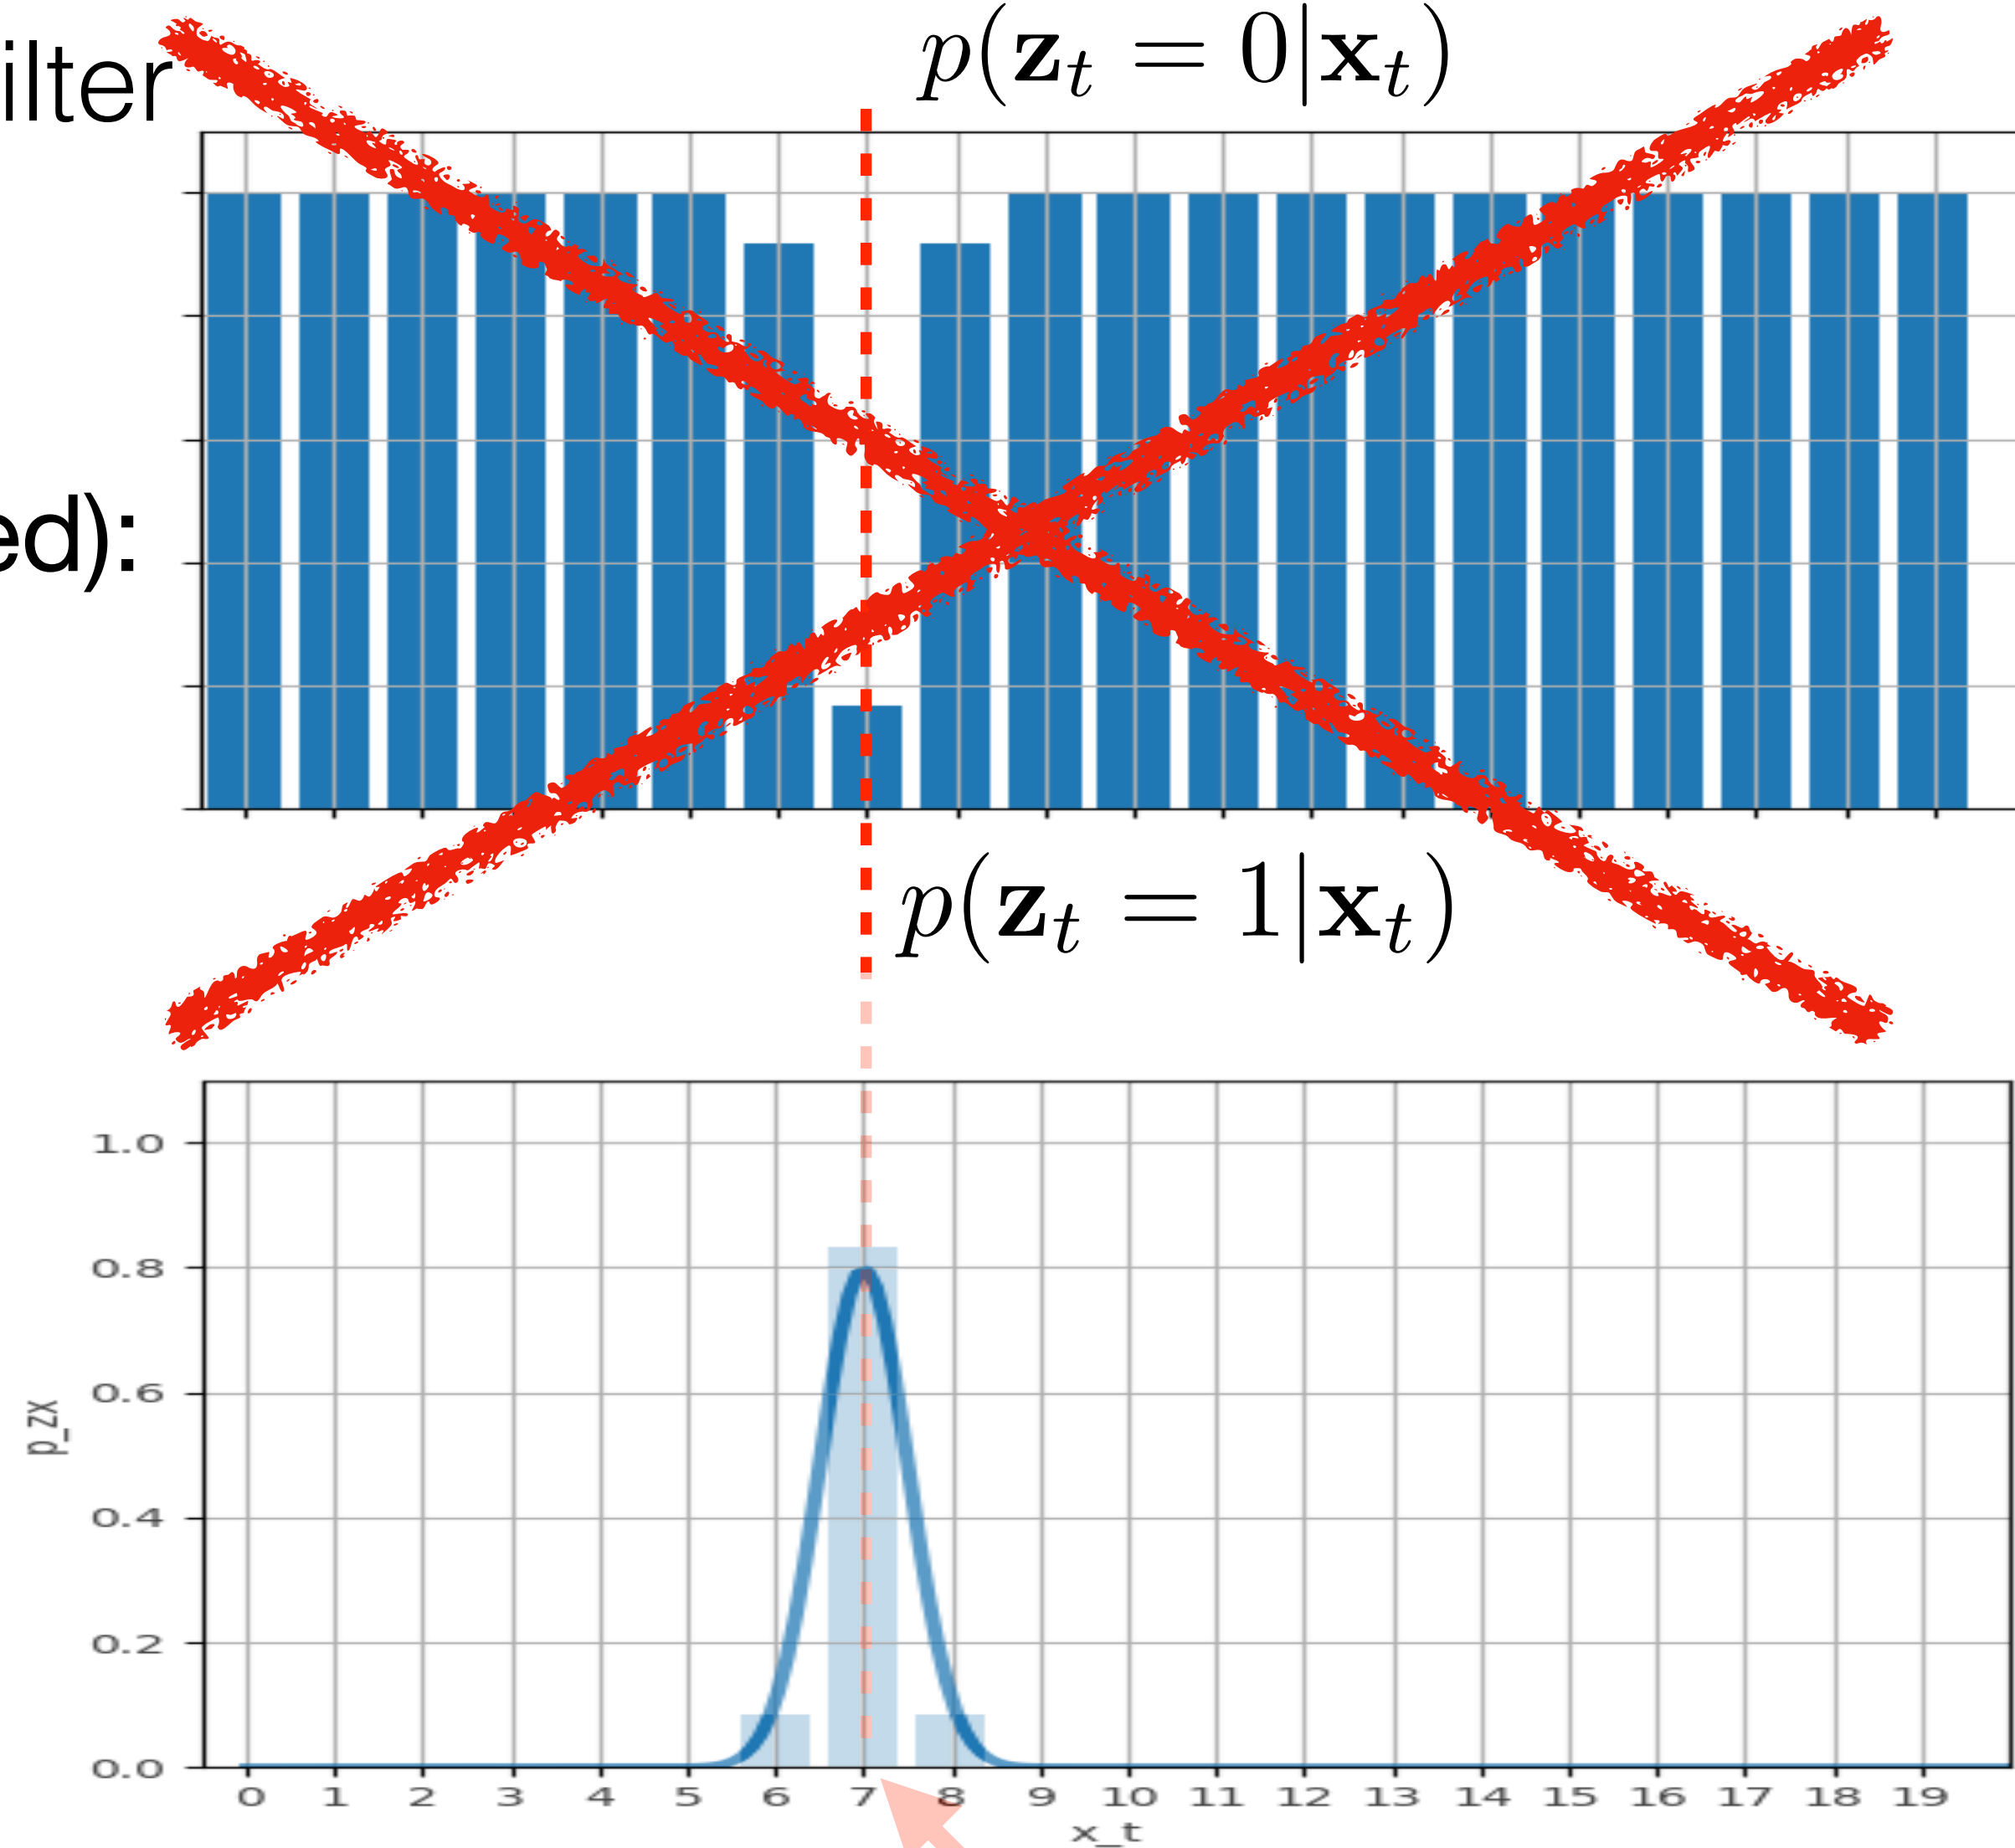 ilter
p(z_t = 0|x_t)
ed):
p(z_t = 1|x_t)
1.0
0.8
0.6
0.4
0.2
0.0
p_zx
0 1 2 3 4 5 6 7 8 9 10 11 12 13 14 15 16 17 18 19
x_t